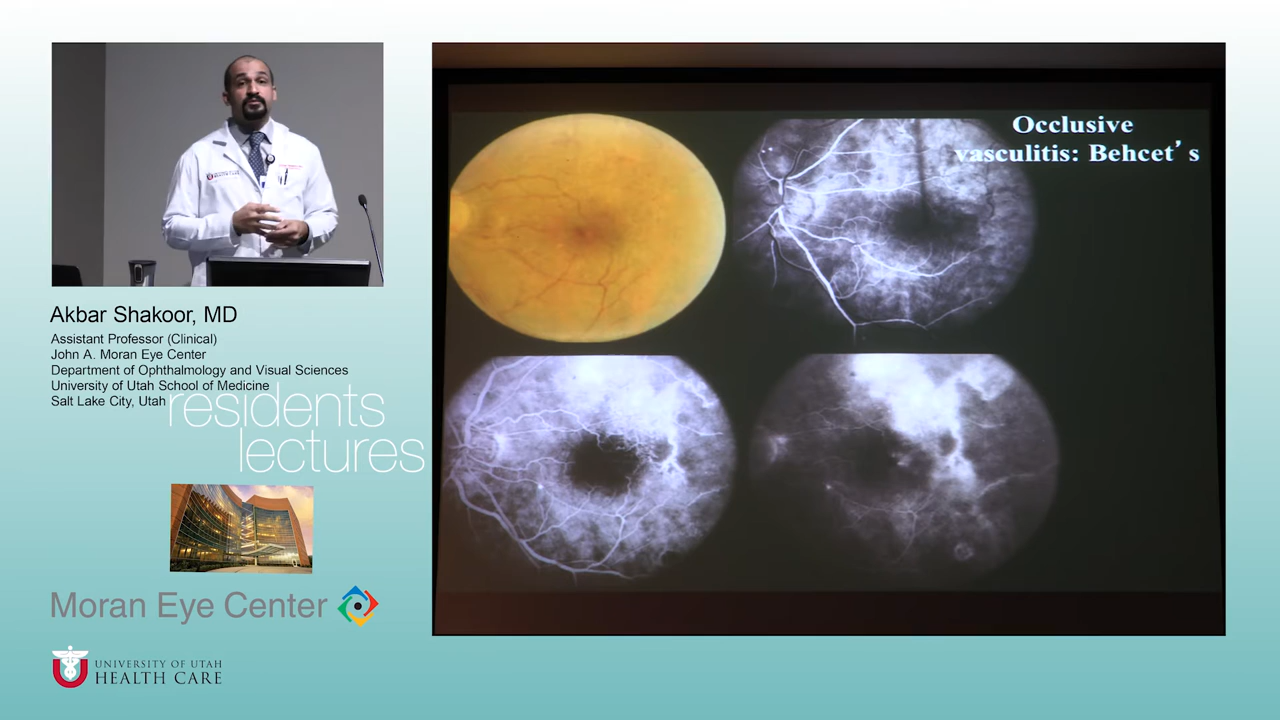 Akbar Shakoor, MD
Assistant Professor (Clinical)
John A. Moran Eye Center
Department of Ophthalmology and Visual Sciences
University of Utah School of Medicine
Salt Lake City, Utah
residents
lectures
Moran Eye Center
UNIVERSITY OF UTAH
HEALTH CARE
Occlusive
vasculitis: Behcet's